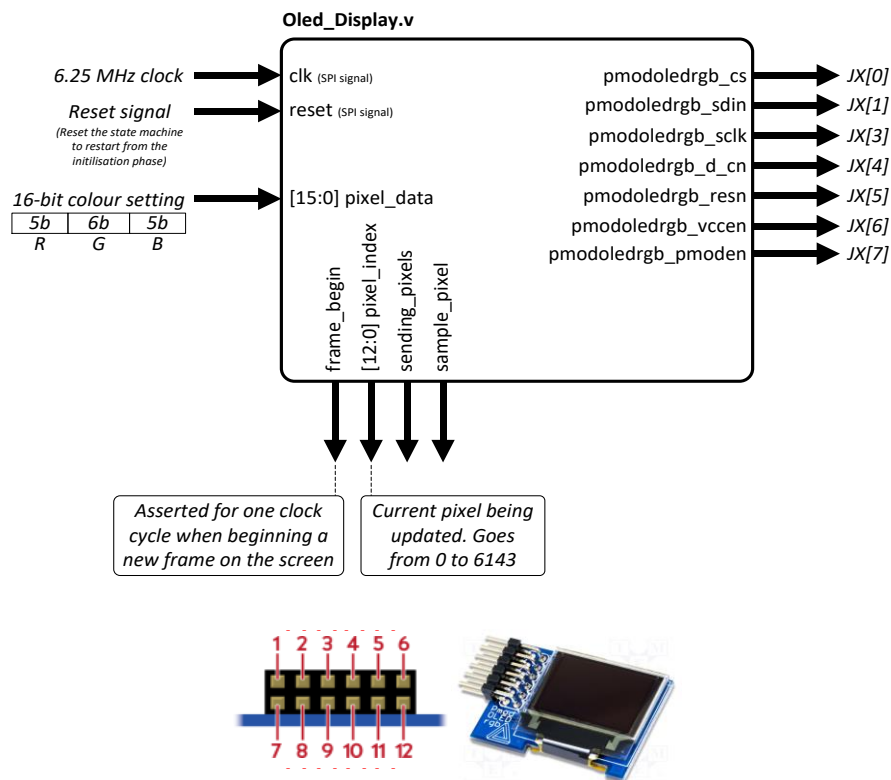 Oled_Display.v
6.25 MHz clock
clk (SPI signal)
Reset signal
(Reset the state machine
to restart from the
initilisation phase)
reset (SPI signal)
16-bit colour setting
5b 6b 5b
R G B
[15:0] pixel_data
pmodoledrgb_cs JX[0]
pmodoledrgb_sdin JX[1]
pmodoledrgb_sclk JX[3]
pmodoledrgb_d_cn JX[4]
pmodoledrgb_resn JX[5]
pmodoledrgb_vccen JX[6]
pmodoledrgb_pmoden JX[7]
frame_begin
[12:0] pixel_index
sending_pixels
sample_pixel
Asserted for one clock
cycle when beginning a
new frame on the screen
Current pixel being
updated. Goes
from 0 to 6143
1 2 3 4 5 6
7 8 9 10 11 12
pmod
OLED
rgb